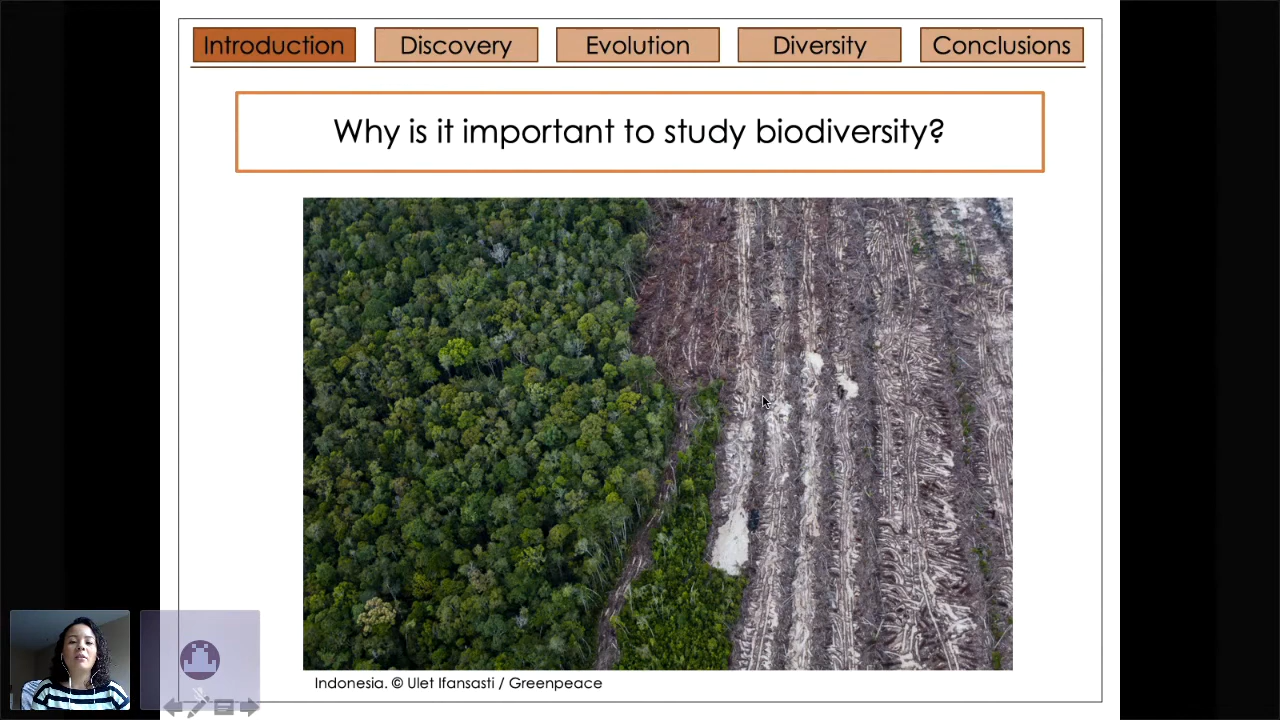 Introduction
Discovery
Evolution
Diversity
Conclusions
Why is it important to study biodiversity?
Indonesia. © Ulet Ifansasti / Greenpeace